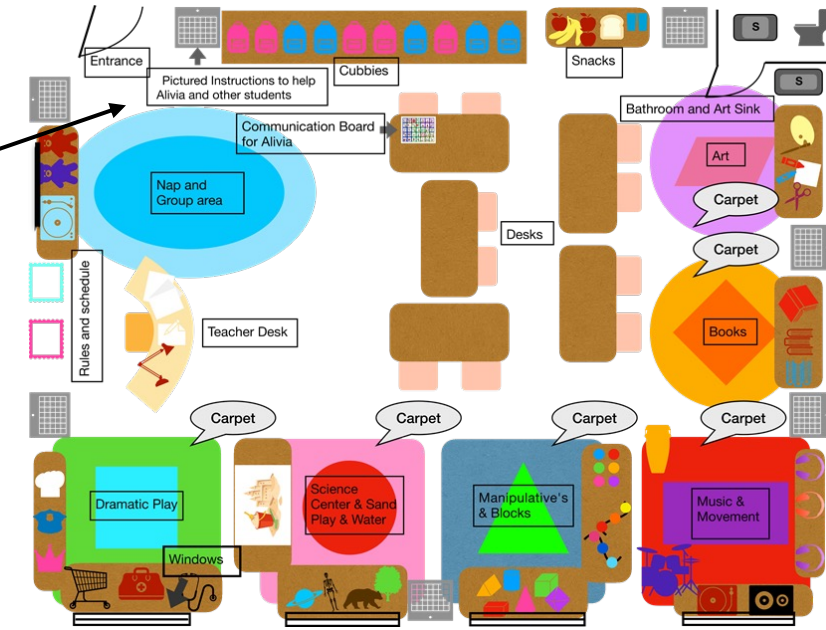 Entrance
Cubbies
Snacks
S
S
Pictured Instructions to help
Alivia and other students
Bathroom and Art Sink
Communication Board
for Alivia
Art
Nap and
Group area
Carpet
Desks
Carpet
Rules and schedule
Teacher Desk
Books
Carpet
Carpet
Carpet
Carpet
Dramatic Play
Science
Center & Sand
Play & Water
Manipulative's
& Blocks
Music &
Movement
Windows